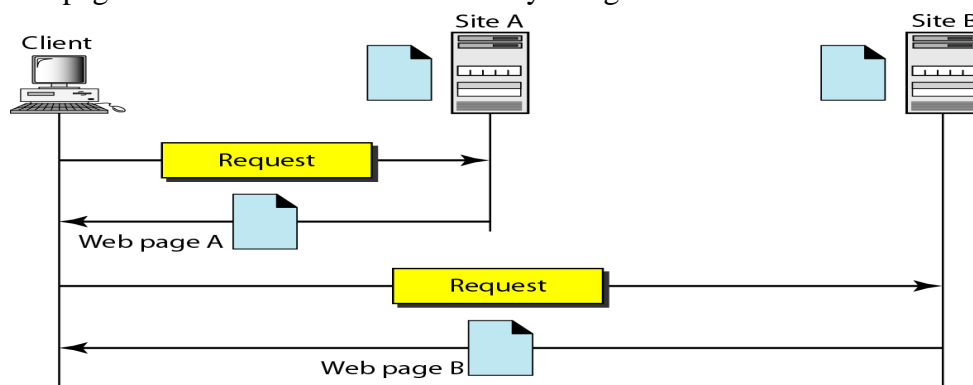 Site A
Site B
Client
Request
Web page A
Request
Web page B